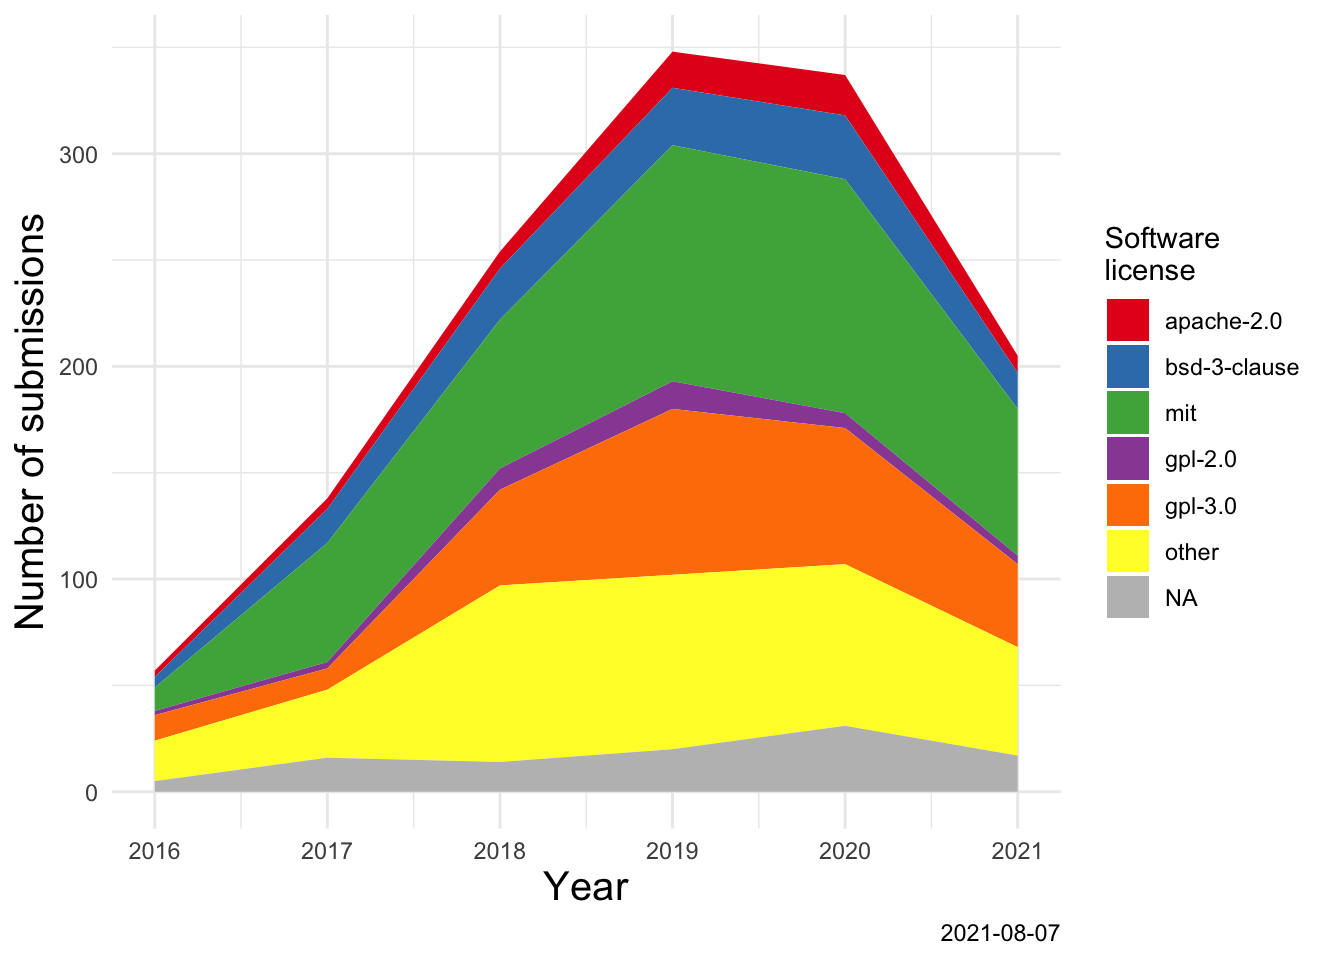 Number of submissions
300
200
100
0
2016 2017 2018 2019 2020 2021
Year
2021-08-07
Software
license
apache-2.0
bsd-3-clause
mit
gpl-2.0
gpl-3.0
other
NA